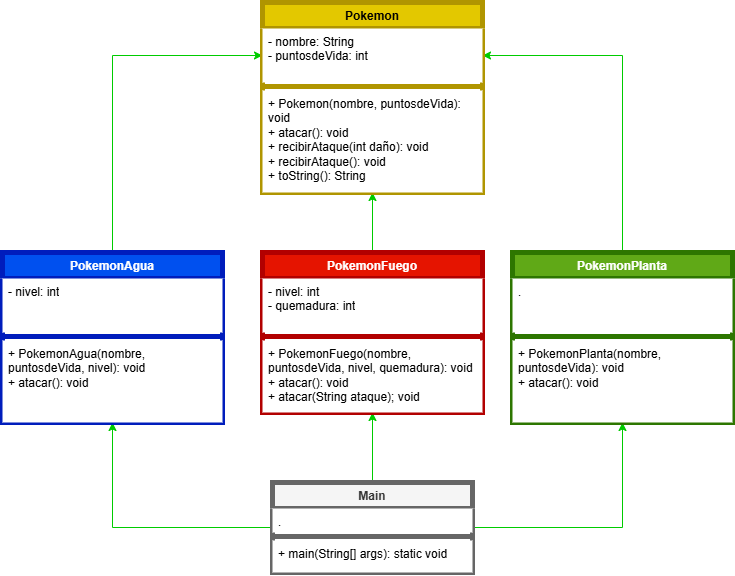 Pokemon
- nombre: String
- puntosdeVida: int
+ Pokemon(nombre, puntosdeVida):
void
+ atacar(): void
+ recibirAtaque(int daño): void
+ recibirAtaque(): void
+ toString(): String
PokemonAgua
- nivel: int
+ PokemonAgua(nombre,
puntosdeVida, nivel): void
+ atacar(): void
PokemonFuego
- nivel: int
- quemadura: int
+ PokemonFuego(nombre,
puntosdeVida, nivel, quemadura): void
+ atacar(): void
+ atacar(String ataque); void
PokemonPlanta
.
+ PokemonPlanta(nombre,
puntosdeVida): void
+ atacar(): void
Main
.
+ main(String[] args): static void